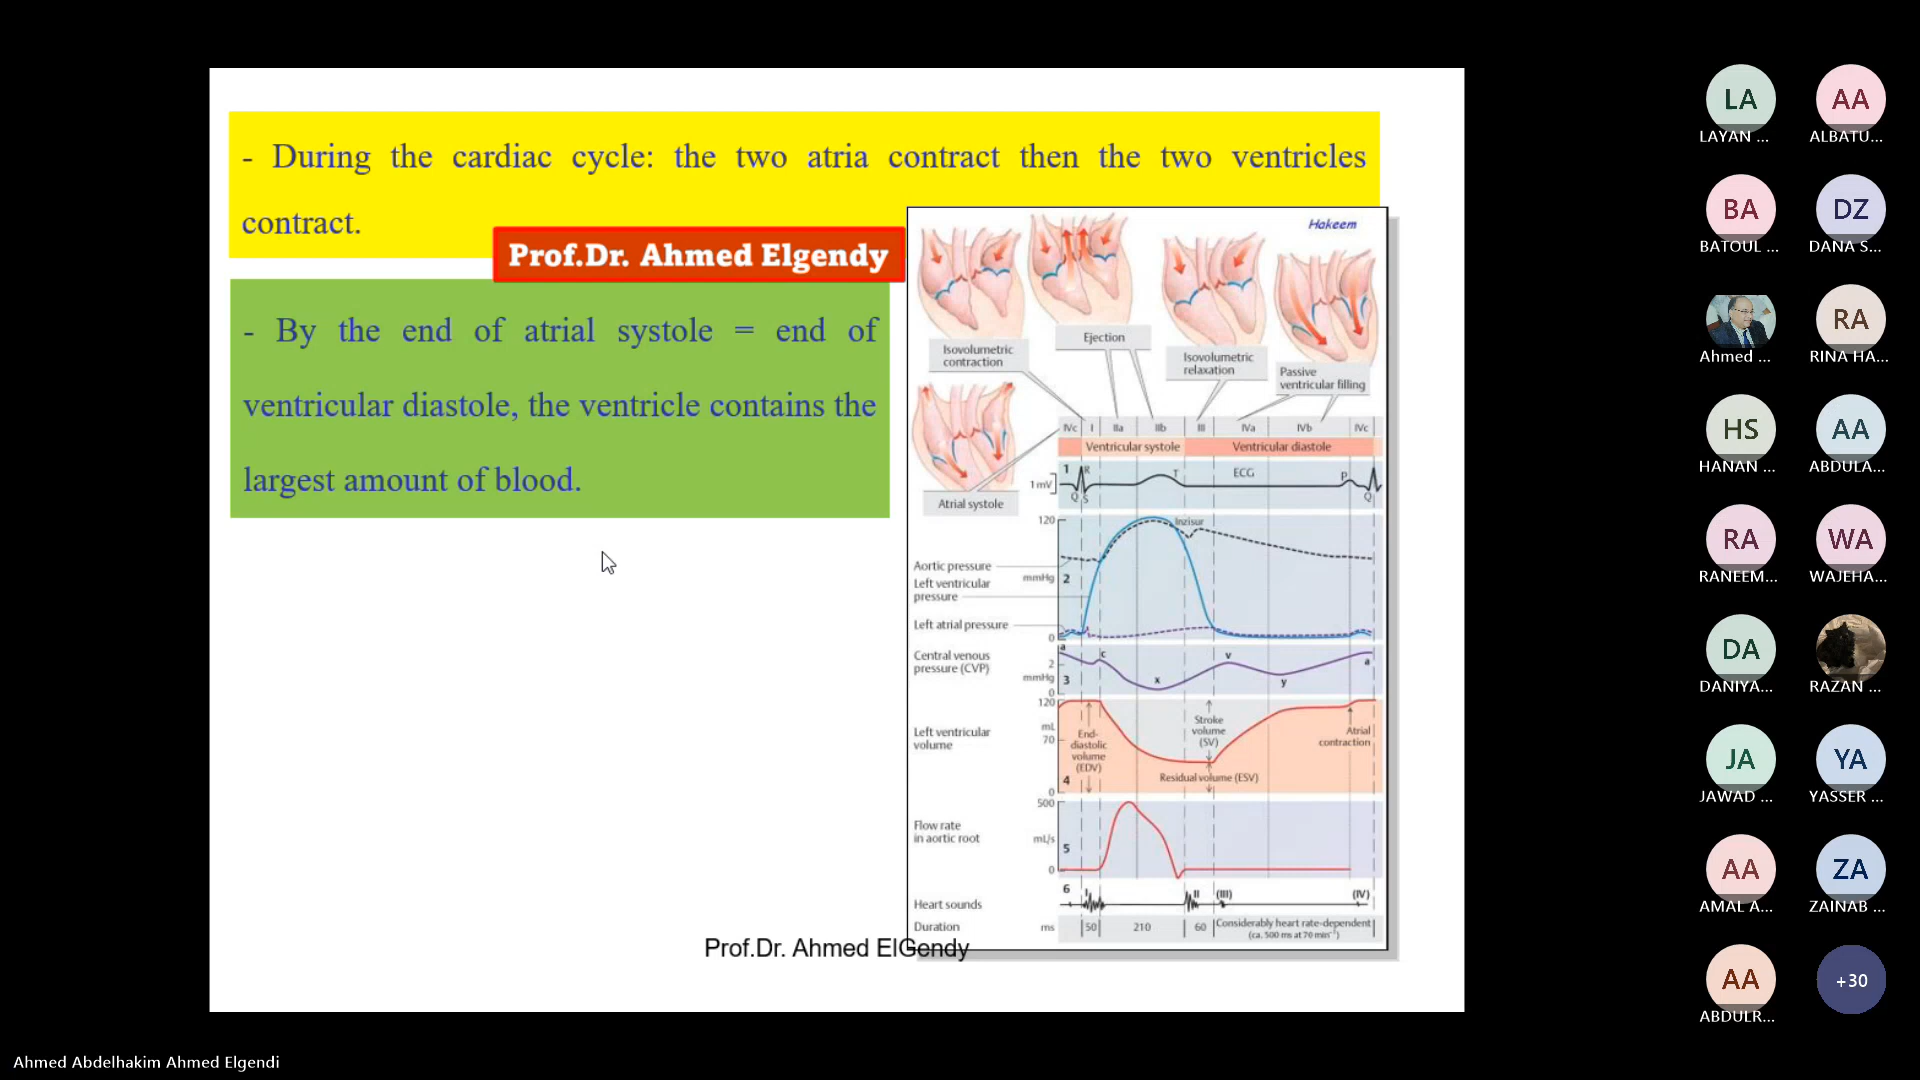 - During the cardiac cycle: the two atria contract then the two ventricles
contract.
Prof.Dr. Ahmed Elgendy
- By the end of atrial systole = end of
ventricular diastole, the ventricle contains the
largest amount of blood.
Hakeem
Isovolumetric
contraction
Ejection
Isovolumetric
relaxation
Passive
ventricular filling
Atrial systole
IVc I IIa IIb III IVa IVb IVc
Ventricular systole Ventricular diastole
1 R T ECG P
1 mV
Q S Q
120 Inzisur
Aortic pressure
Left ventricular
pressure
mmHg 2
Left atrial pressure
0
Central venous
pressure (CVP)
a c v a
2
mmHg 3 x y
0
120
Left ventricular
volume
mL
70
End-
diastolic
volume
(EDV)
Stroke
volume
(SV)
Atrial
contraction
4 Residual volume (ESV)
0
500
Flow rate
in aortic root
mL/s
5
0
6 I II (III) (IV)
Heart sounds
Duration ms 50 210 60 Considerably heart rate-dependent
(ca. 500 ms at 70 min⁻¹)
Prof.Dr. Ahmed ElGendy
LA AA
LAYAN ... ALBATU...
BA DZ
BATOUL ... DANA S...
RA
Ahmed ... RINA HA...
HS AA
HANAN ... ABDULA...
RA WA
RANEEM... WAJEHA...
DA
DANIYA... RAZAN ...
JA YA
JAWAD ... YASSER ...
AA ZA
AMAL A... ZAINAB ...
AA +30
ABDULR...
Ahmed Abdelhakim Ahmed Elgendi